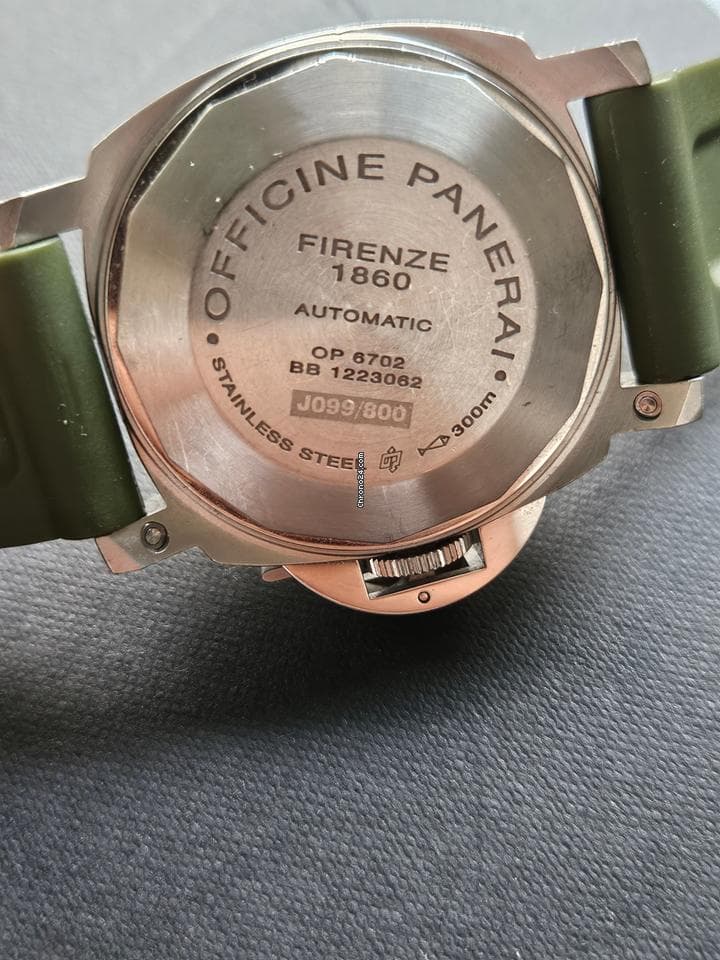 OFFICINE PANERAI
FIRENZE
1860
AUTOMATIC
OP 6702
BB 1223062
J099/800
STAINLESS STEEL
300m
Chrono24.com